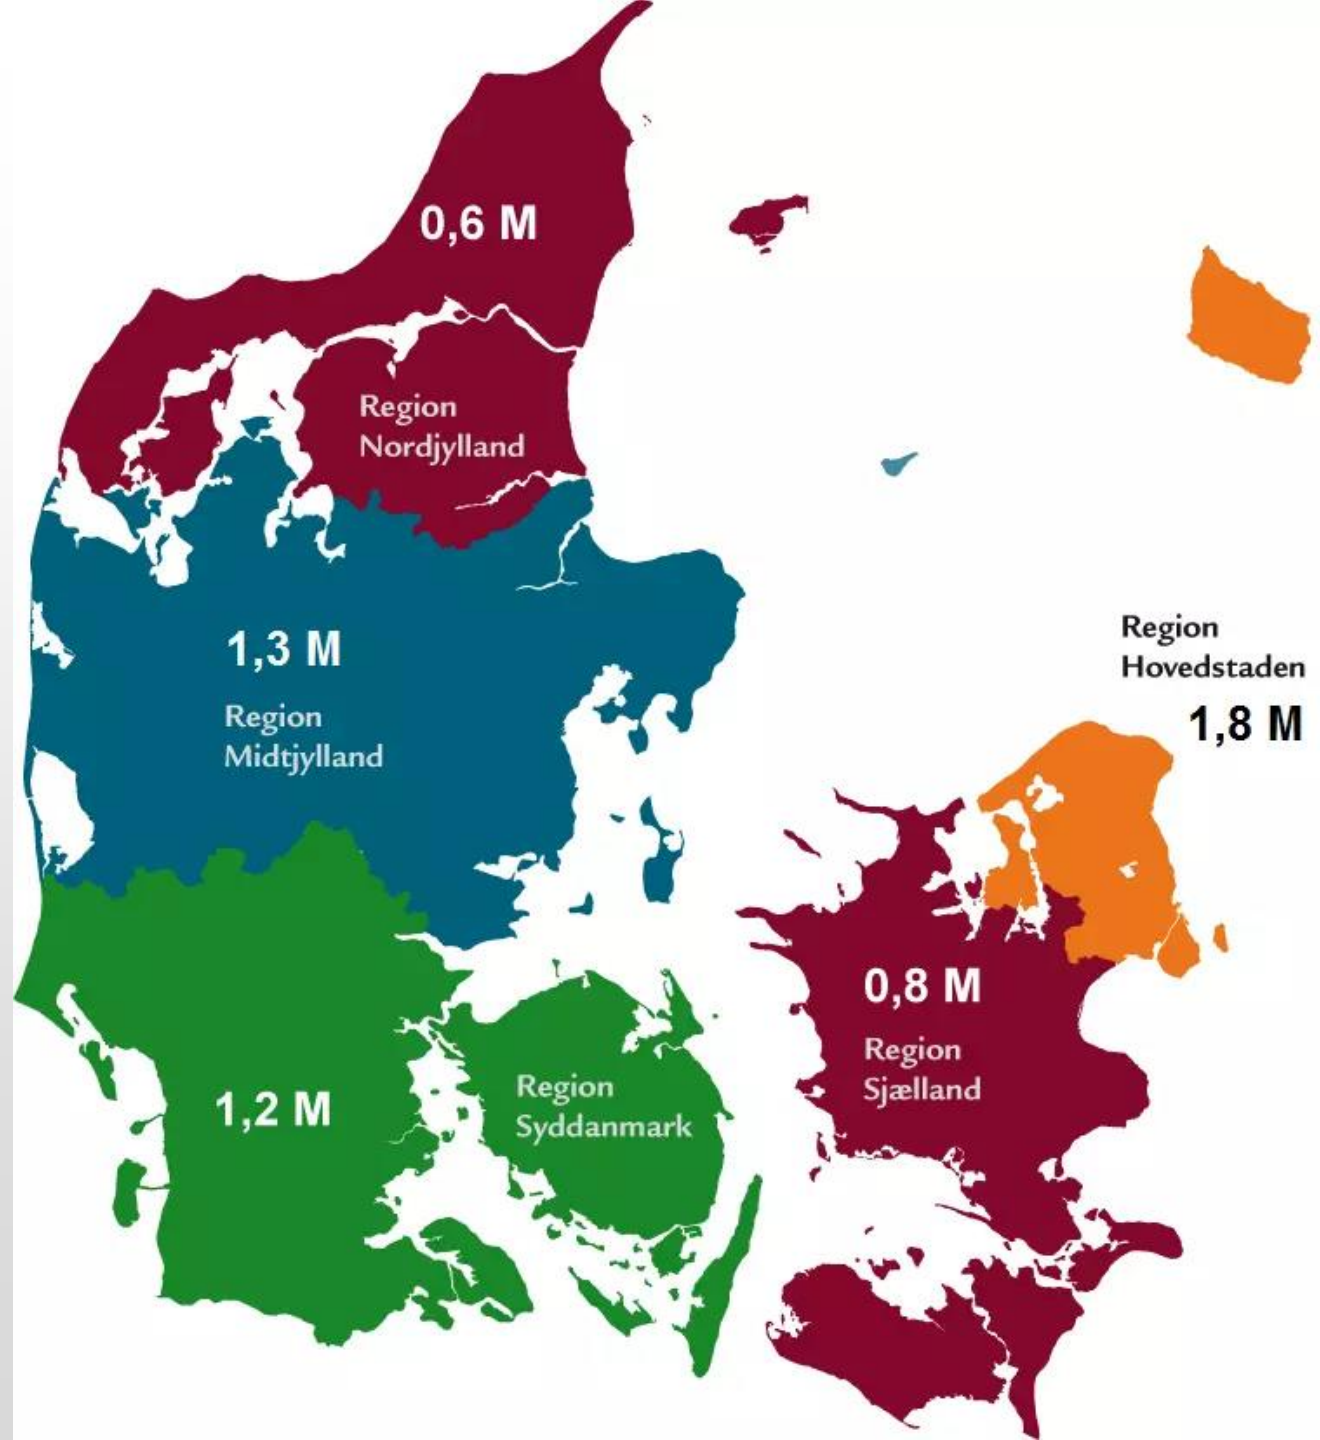 0,6 M
Region
Nordjylland
1,3 M
Region
Midtjylland
Region
Hovedstaden
1,8 M
0,8 M
Region
Sjælland
1,2 M
Region
Syddanmark